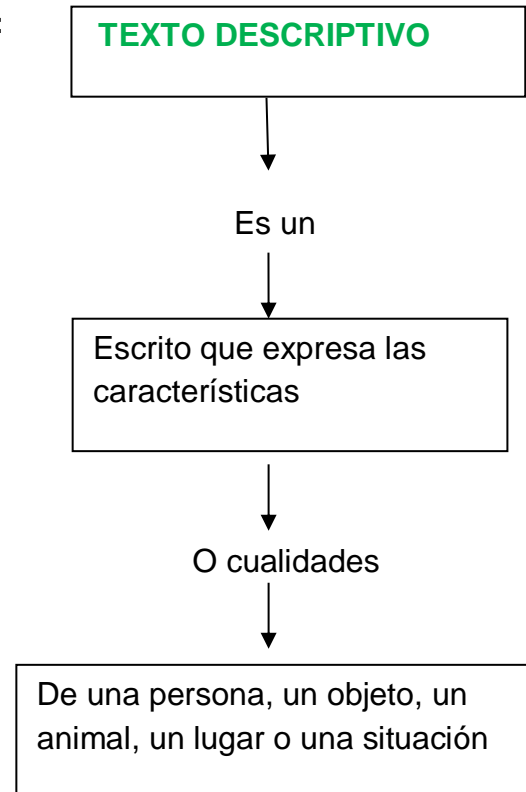 :
TEXTO DESCRIPTIVO
Es un
Escrito que expresa las
características
O cualidades
De una persona, un objeto, un
animal, un lugar o una situación